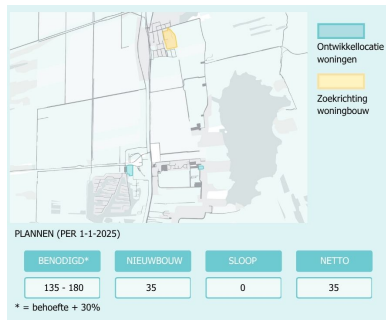 Ontwikkellocatie
woningen
Zoekrichting
woningbouw
PLANNEN (PER 1-1-2025)
BENODIGD* NIEUWBOUW SLOOP NETTO
135 - 180 35 0 35
* = behoefte + 30%